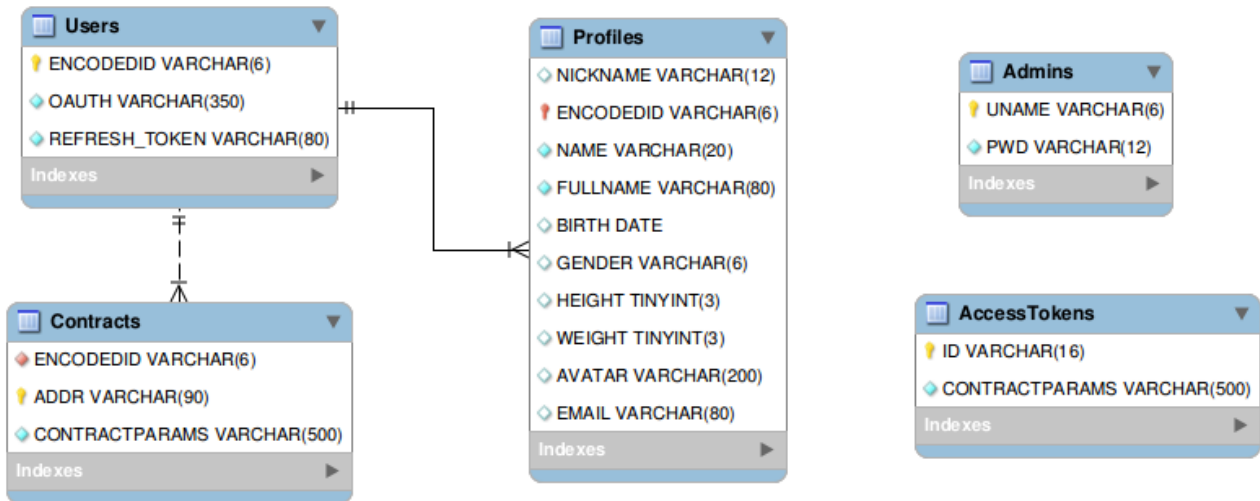 Users
ENCODEDID VARCHAR(6)
OAUTH VARCHAR(350)
REFRESH_TOKEN VARCHAR(80)
Indexes
Profiles
NICKNAME VARCHAR(12)
ENCODEDID VARCHAR(6)
NAME VARCHAR(20)
FULLNAME VARCHAR(80)
BIRTH DATE
GENDER VARCHAR(6)
HEIGHT TINYINT(3)
WEIGHT TINYINT(3)
AVATAR VARCHAR(200)
EMAIL VARCHAR(80)
Indexes
Admins
UNAME VARCHAR(6)
PWD VARCHAR(12)
Indexes
Contracts
ENCODEDID VARCHAR(6)
ADDR VARCHAR(90)
CONTRACTPARAMS VARCHAR(500)
Indexes
AccessTokens
ID VARCHAR(16)
CONTRACTPARAMS VARCHAR(500)
Indexes